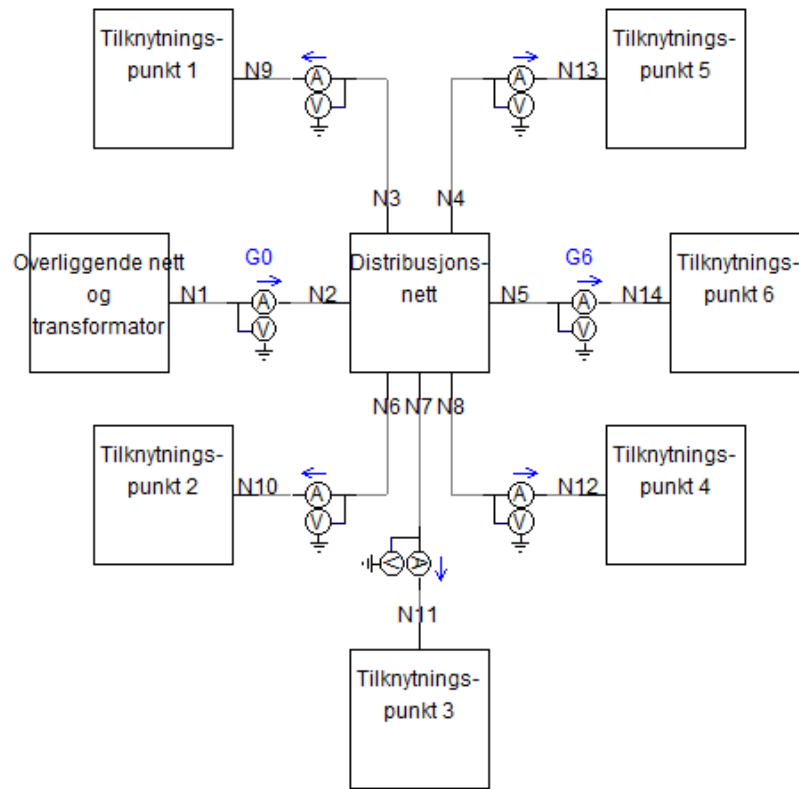 Tilknytnings-
punkt 1
N9
A
V
N3
Tilknytnings-
punkt 5
N13
A
V
N4
Overliggende nett
og
transformator
N1
G0
A
V
N2
Distribusjons-
nett
N5
G6
A
V
N14
Tilknytnings-
punkt 6
N6
N7
N8
Tilknytnings-
punkt 2
N10
A
V
A
V
N12
Tilknytnings-
punkt 4
V
A
N11
Tilknytnings-
punkt 3